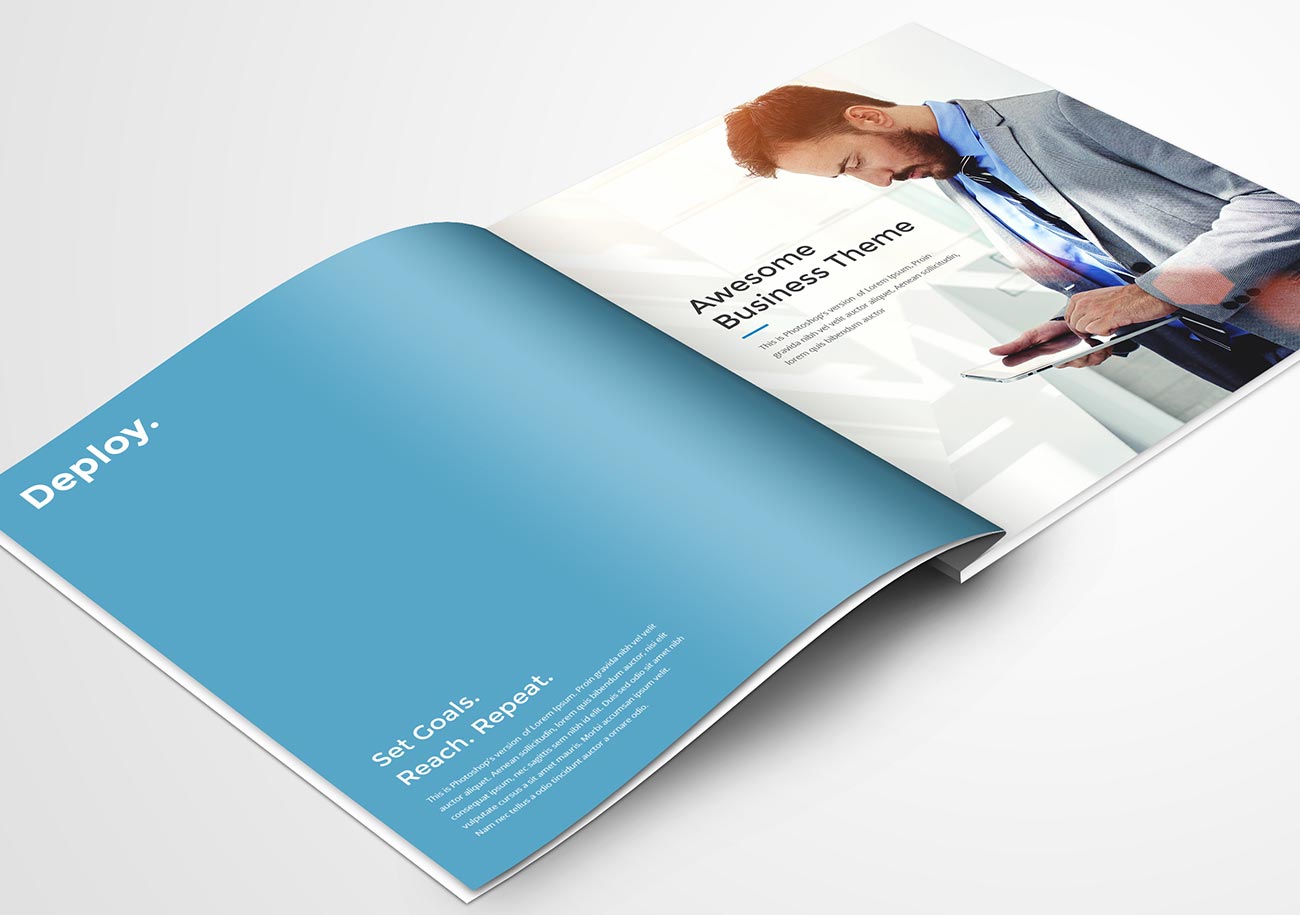 Deploy.
Set Goals.
Reach. Repeat.
This is Photoshop's version of Lorem Ipsum. Proin gravida nibh vel velit
auctor aliquet. Aenean sollicitudin, lorem quis bibendum auctor, nisi elit
consequat ipsum, nec sagittis sem nibh id elit. Duis sed odio sit amet nibh
vulputate cursus a sit amet mauris. Morbi accumsan ipsum velit.
Nam nec tellus a odio tincidunt auctor a ornare odio.
Awesome
Business Theme
This is Photoshop's version of Lorem Ipsum. Proin
gravida nibh vel velit auctor aliquet. Aenean sollicitudin,
lorem quis bibendum auctor